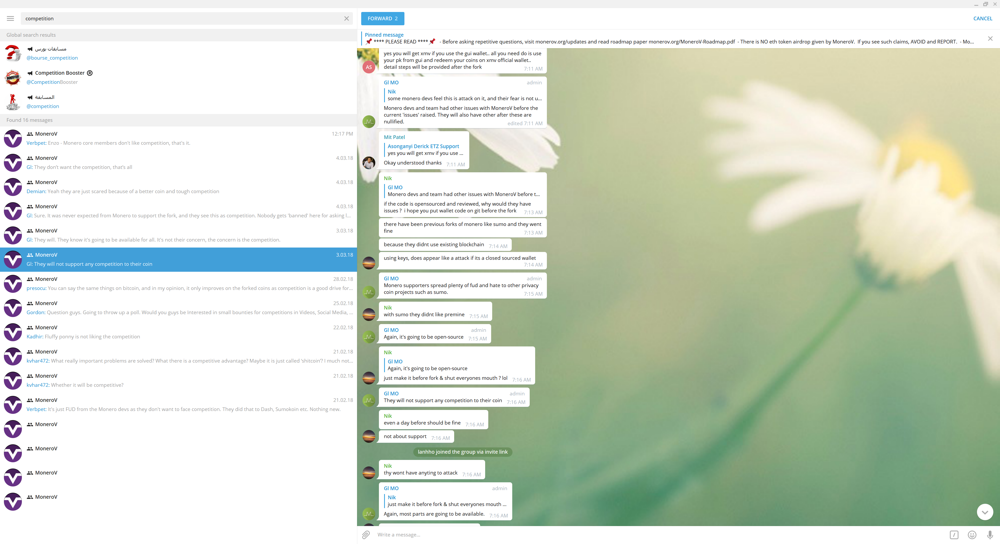 competition
FORWARD 2
CANCEL
Global search results
مسابقات بورس
@bourse_competition
Competition Booster ®
@CompetitionBooster
المسابقة
@competition
Found 16 messages
MoneroV 12:17 PM
Verbpet: Enzo - Monero core members don't like competition, that's it.
MoneroV 4.03.18
Gl: They don’t want the competition, that’s all
MoneroV 4.03.18
Demian: Yeah they are just scared because of a better coin and tough competition
MoneroV 4.03.18
Gl: Sure. It was never expected from Monero to support the fork, and they see this as competition. Nobody gets 'banned' here for asking l...
MoneroV 3.03.18
Gl: They will. They know it's going to be available for all. It's not their concern, the concern is the competition.
MoneroV 3.03.18
Gl: They will not support any competition to their coin
MoneroV 28.02.18
presocu: You can say the same things on bitcoin, and in my opinion, it only improves on the forked coins as competition is a good drive for...
MoneroV 25.02.18
Gordon: Question guys. Going to throw up a poll. Would you guys be Interested in small bounties for competitions in Videos, Social Media, ...
MoneroV 22.02.18
Kadhir: Fluffy ponny is not liking the competition
MoneroV 21.02.18
kvhar472: What really important problems are solved? What there is a competitive advantage? Maybe it is just called ‘shitcoin’? I much not...
MoneroV 21.02.18
kvhar472: Whether it will be competitive?
MoneroV 21.02.18
Verbpet: It's just FUD from the Monero devs as they don't want to face competition. They did that to Dash, Sumokoin etc. Nothing new.
MoneroV
MoneroV
MoneroV
MoneroV
Pinned message
📌 **** PLEASE READ **** 📌 - Before asking repetitive questions, visit monerov.org/updates and read roadmap paper monerov.org/MoneroV-Roadmap.pdf - There is NO eth token airdrop given by MoneroV. If you see such claims, AVOID and REPORT. - Mo...
yes you will get xmv if you use the gui wallet.. all you need do is use
your pk from gui and redeem your coins on xmv official wallet..
detail steps will be provided after the fork 7:11 AM
AS
Gl MO admin
Nik
some monero devs feel this is attack on it, and their fear is not u...
Monero devs and team had other issues with MoneroV before the
current 'issues' raised. They will also have other after these are
nullified. edited 7:11 AM
Mit Patel
Asonganyi Derick ETZ Support
yes you will get xmv if you use ...
Okay understood thanks 7:11 AM
Nik
Gl MO
Monero devs and team had other issues with MoneroV before t...
if the code is opensourced and reviewed, why would they have
issues ? i hope you put wallet code on git before the fork 7:13 AM
there have been previous forks of monero like sumo and they went
fine 7:13 AM
because they didnt use existing blockchain 7:14 AM
using keys, does appear like a attack if its a closed sourced wallet
7:14 AM
Gl MO admin
Monero supporters spread plenty of fud and hate to other privacy
coin projects such as sumo. 7:15 AM
Nik
with sumo they didnt like premine 7:15 AM
Gl MO admin
Again, it's going to be open-source 7:15 AM
Nik
Gl MO
Again, it's going to be open-source
just make it before fork & shut everyones mouth ? lol 7:16 AM
Gl MO admin
They will not support any competition to their coin 7:16 AM
Nik
even a day before should be fine 7:16 AM
not about support 7:16 AM
lanhho joined the group via invite link
Nik
thy wont have anyting to attack 7:16 AM
Gl MO admin
Nik
just make it before fork & shut everyones mouth ...
Again, most parts are going to be available. 7:16 AM
Write a message...